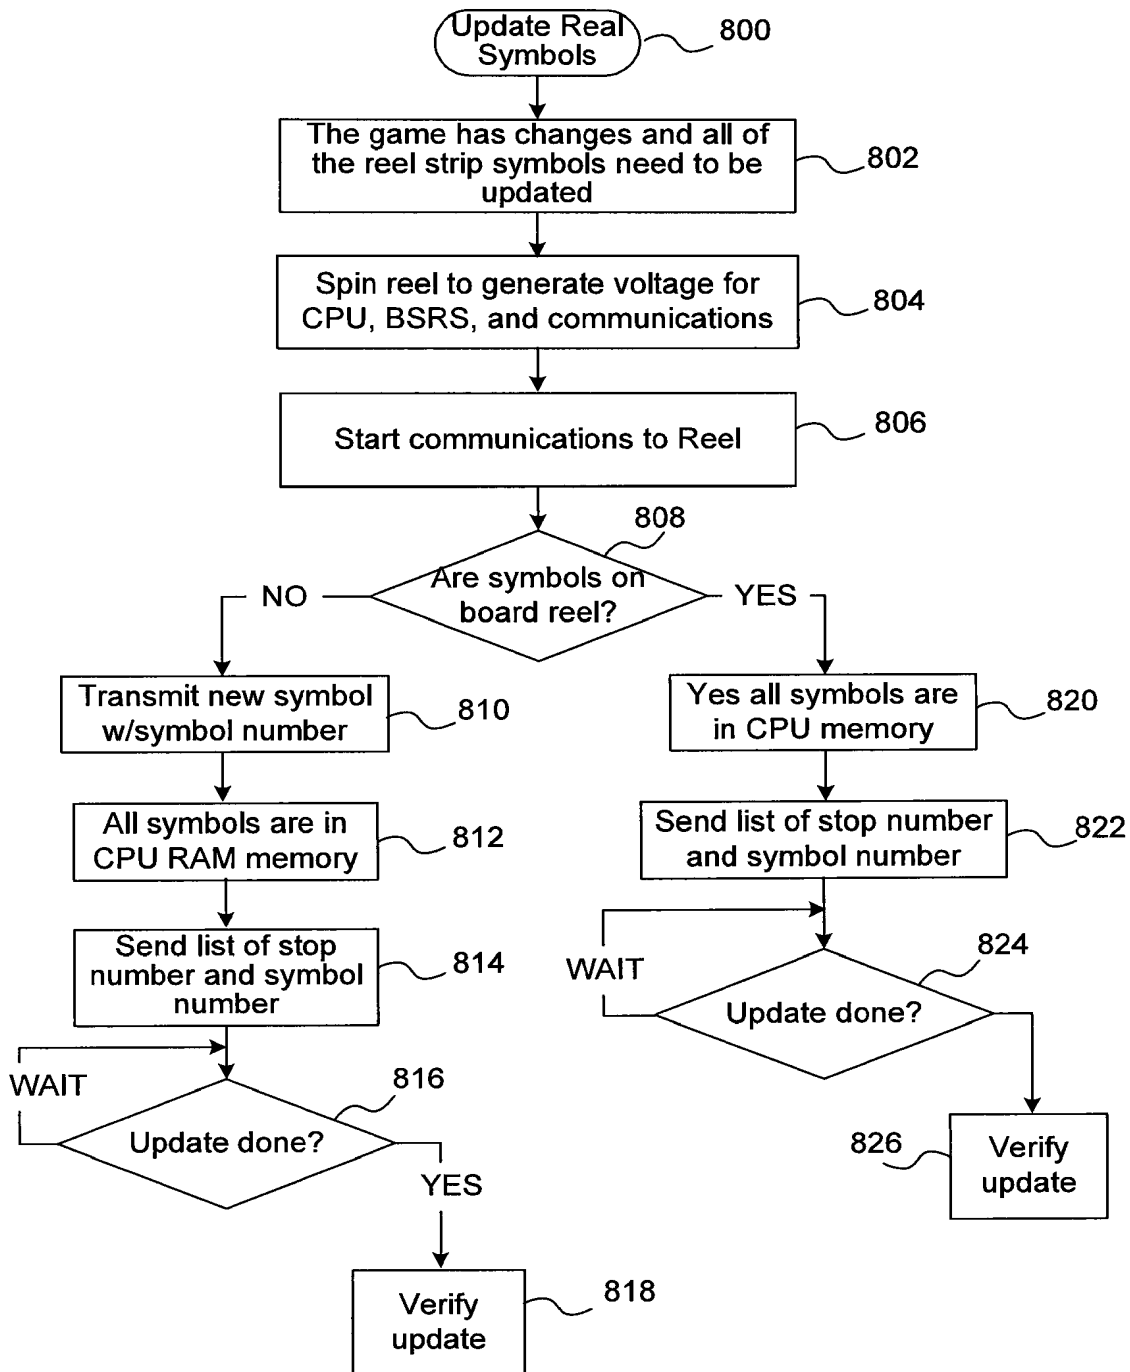 Update Real
Symbols
800
The game has changes and all of
the reel strip symbols need to be
updated
802
Spin reel to generate voltage for
CPU, BSRS, and communications
804
Start communications to Reel
806
808
Are symbols on
board reel?
NO
YES
Transmit new symbol
w/symbol number
810
All symbols are in
CPU RAM memory
812
Send list of stop
number and symbol
number
814
WAIT
816
Update done?
YES
Verify
update
818
Yes all symbols are
in CPU memory
820
Send list of stop number
and symbol number
822
WAIT
824
Update done?
826
Verify
update